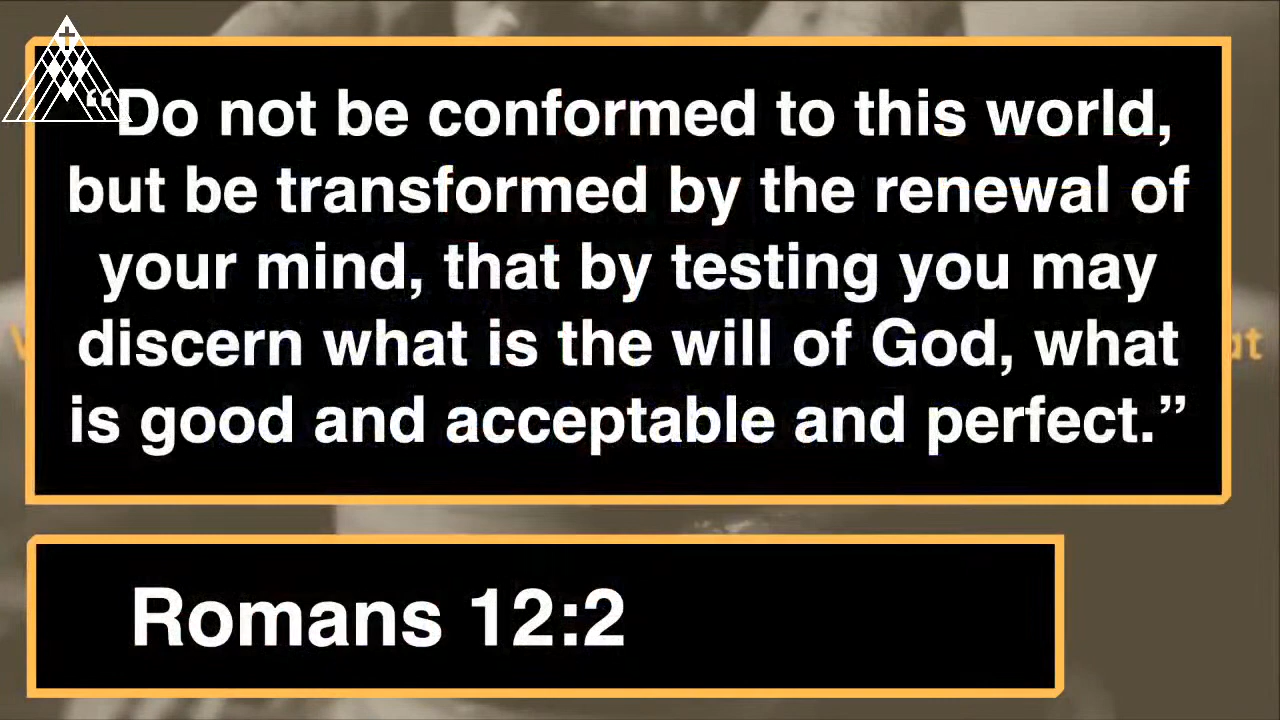 “Do not be conformed to this world,
but be transformed by the renewal of
your mind, that by testing you may
discern what is the will of God, what
is good and acceptable and perfect.”
Romans 12:2